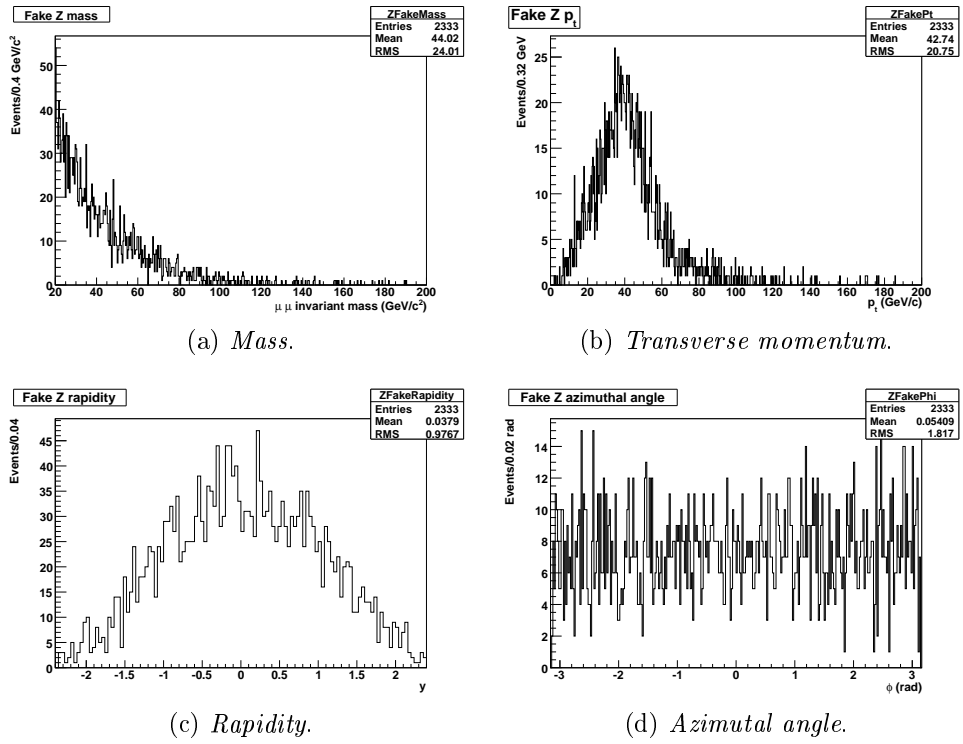 Fake Z mass
ZFakeMass
Entries 2333
Mean 44.02
RMS 24.01
Events/0.4 GeV/c²
50
40
30
20
10
0
20 40 60 80 100 120 140 160 180 200
μ μ invariant mass (GeV/c²)
(a) Mass.
Fake Z pt
ZFakePt
Entries 2333
Mean 42.74
RMS 20.75
Events/0.32 GeV
25
20
15
10
5
0
0 20 40 60 80 100 120 140 160 180 200
pt (GeV/c)
(b) Transverse momentum.
Fake Z rapidity
ZFakeRapidity
Entries 2333
Mean 0.0379
RMS 0.9767
Events/0.04
45
40
35
30
25
20
15
10
5
0
-2 -1.5 -1 -0.5 0 0.5 1 1.5 2
y
(c) Rapidity.
Fake Z azimuthal angle
ZFakePhi
Entries 2333
Mean 0.05409
RMS 1.817
Events/0.02 rad
14
12
10
8
6
4
2
0
-3 -2 -1 0 1 2 3
ϕ (rad)
(d) Azimutal angle.